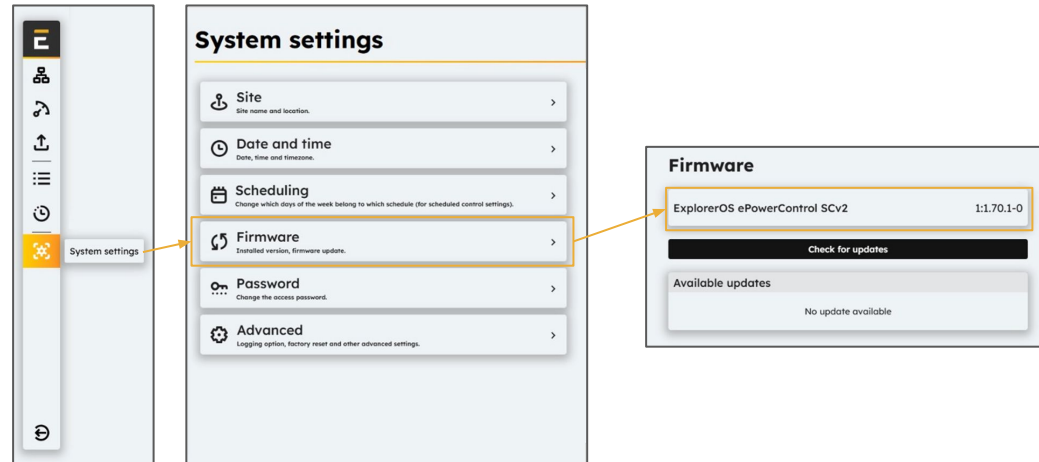 System settings
System settings
Site
Site name and location.
Date and time
Date, time and timezone.
Scheduling
Change which days of the week belong to which schedule (for scheduled control settings).
Firmware
Installed version, firmware update.
Password
Change the access password.
Advanced
Logging option, factory reset and other advanced settings.
Firmware
ExplorerOS ePowerControl SCv2 1:1.70.1-0
Check for updates
Available updates
No update available